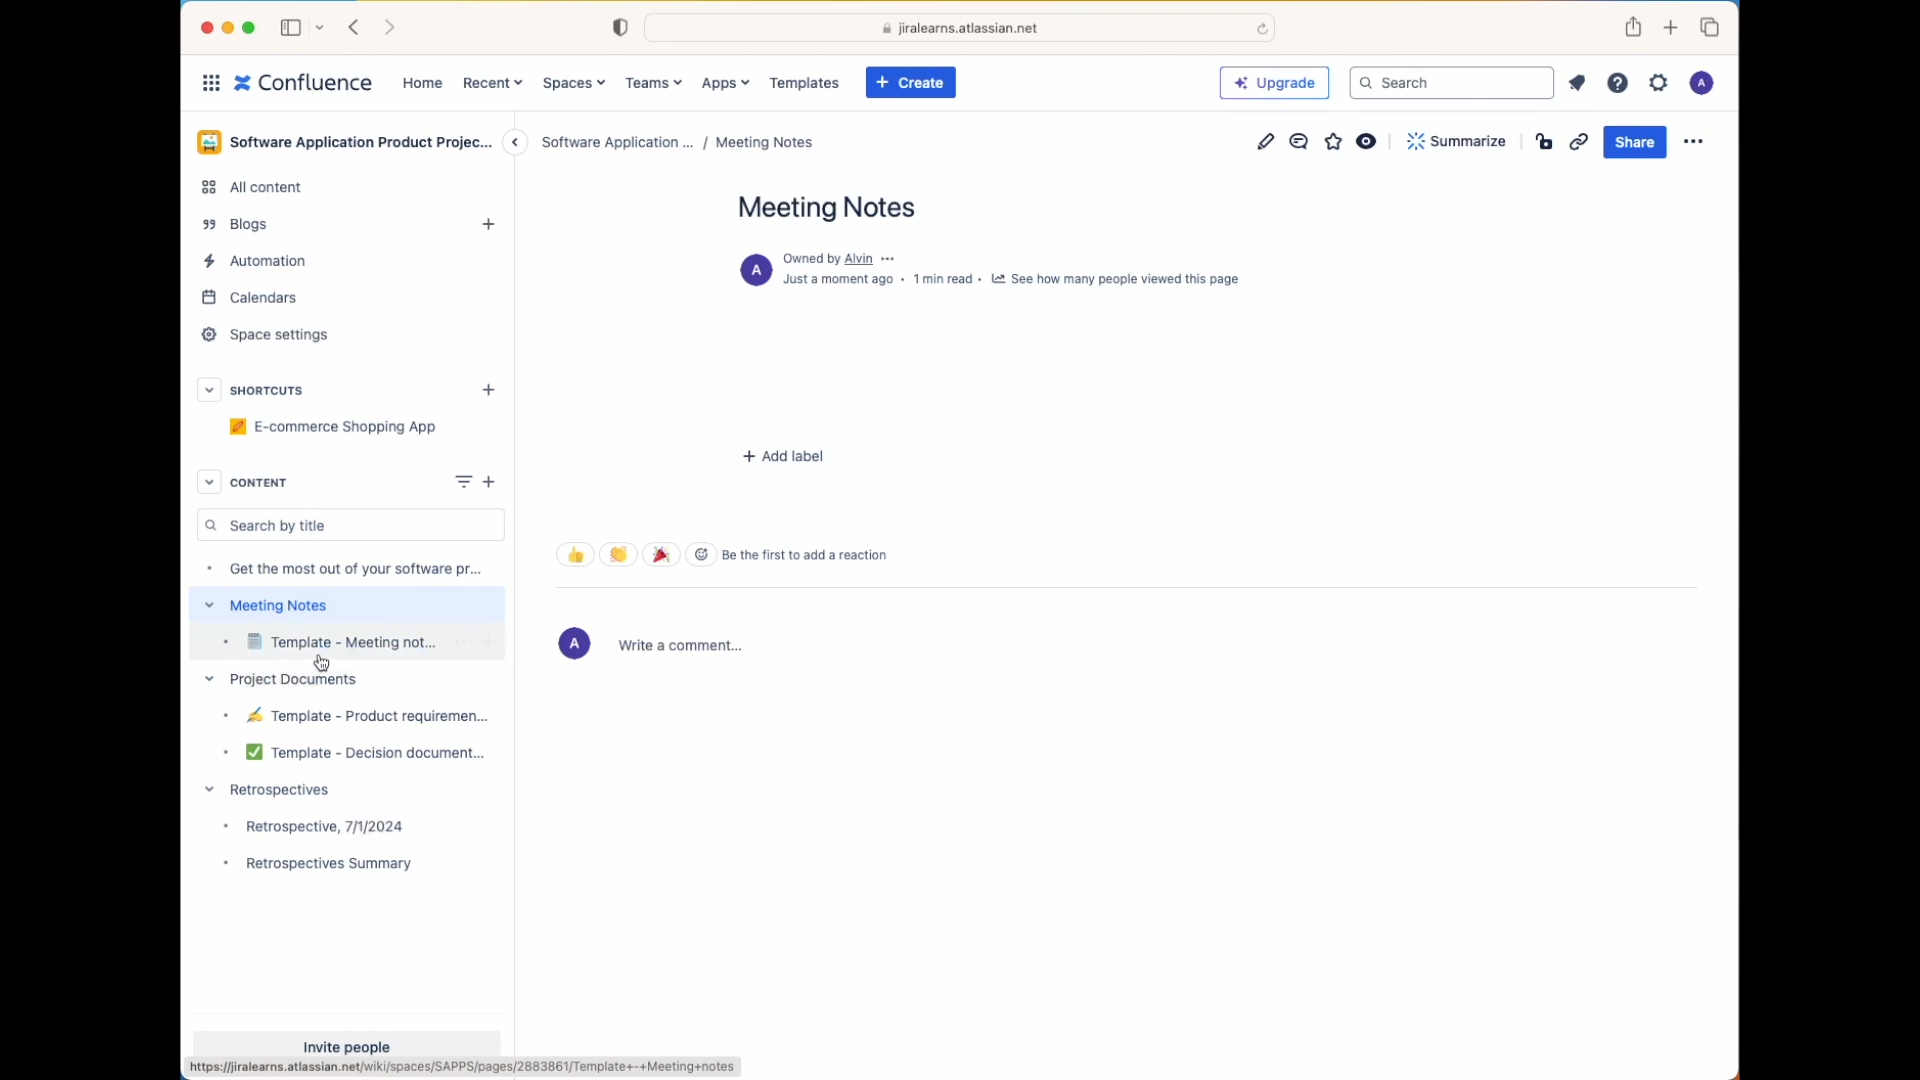 jiralearns.atlassian.net
Confluence Home Recent Spaces Teams Apps Templates + Create Upgrade Search A
Software Application Product Projec...
Software Application ... / Meeting Notes
Summarize Share
All content
Blogs
Automation
Calendars
Space settings
SHORTCUTS
E-commerce Shopping App
CONTENT
Search by title
Get the most out of your software pr...
Meeting Notes
Template - Meeting not...
Project Documents
Template - Product requiremen...
Template - Decision document...
Retrospectives
Retrospective, 7/1/2024
Retrospectives Summary
Invite people
https://jiralearns.atlassian.net/wiki/spaces/SAPPS/pages/2883861/Template+-+Meeting+notes
Meeting Notes
A
Owned by Alvin
Just a moment ago • 1 min read • See how many people viewed this page
+ Add label
Be the first to add a reaction
A
Write a comment...